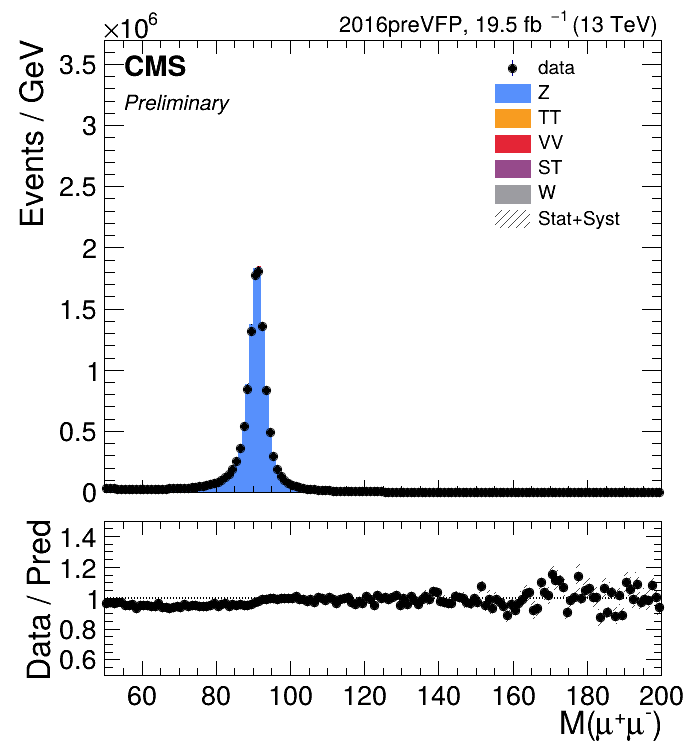 ×10⁶
2016preVFP, 19.5 fb ⁻¹ (13 TeV)
CMS
Preliminary
data
Z
TT
VV
ST
W
Stat+Syst
Events / GeV
3.5
3
2.5
2
1.5
1
0.5
0
Data / Pred
1.4
1.2
1
0.8
0.6
60 80 100 120 140 160 180 200
M(μ⁺μ⁻)